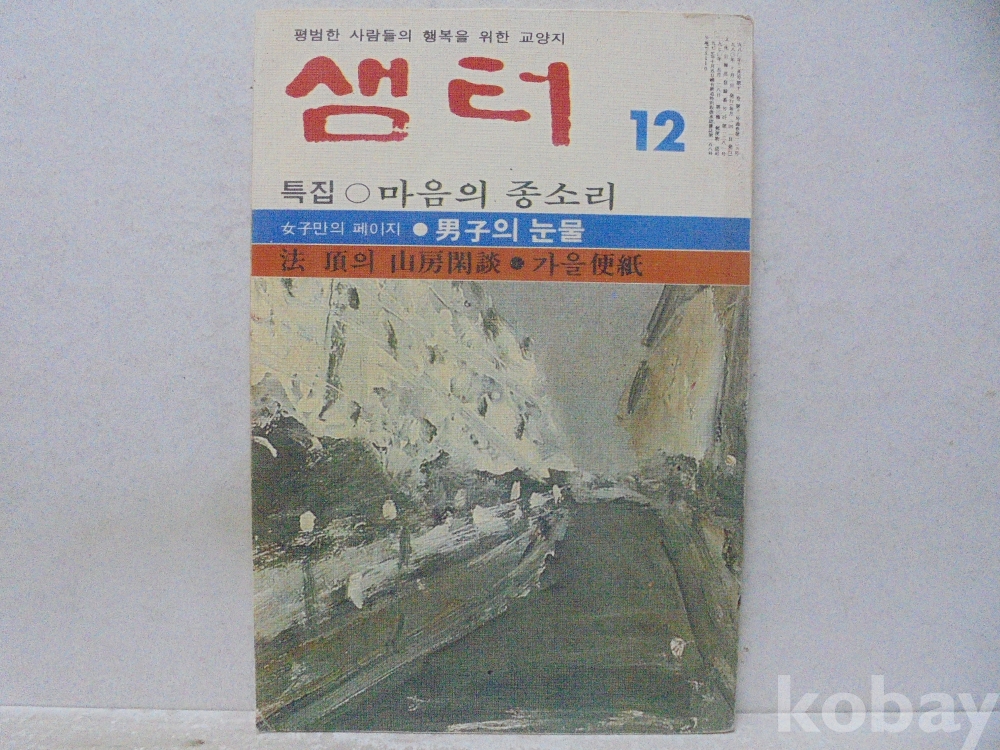 평범한 사람들의 행복을 위한 교양지
샘터
12
특집 ○ 마음의 종소리
女子만의 페이지 ● 男子의 눈물
法 頂의 山房閑談 ● 가을便紙
kobay